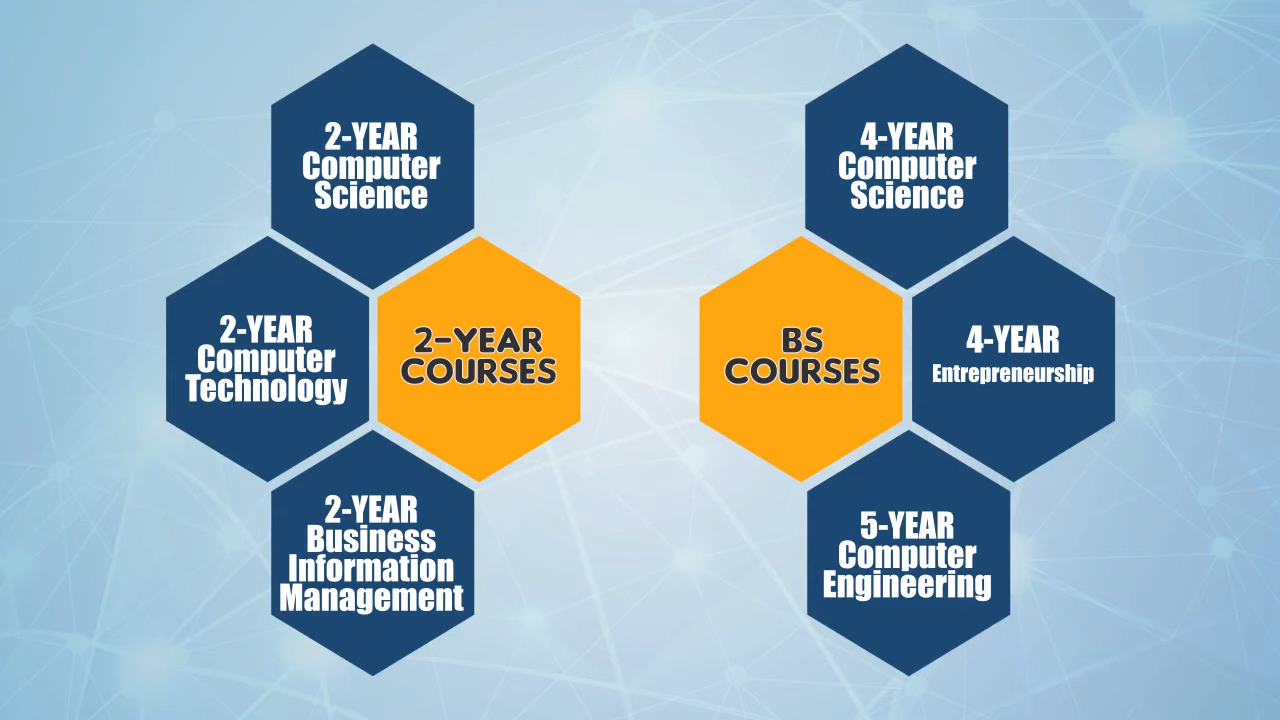 2-YEAR
Computer
Science
2-YEAR
Computer
Technology
2-YEAR
COURSES
2-YEAR
Business
Information
Management
4-YEAR
Computer
Science
BS
COURSES
4-YEAR
Entrepreneurship
5-YEAR
Computer
Engineering